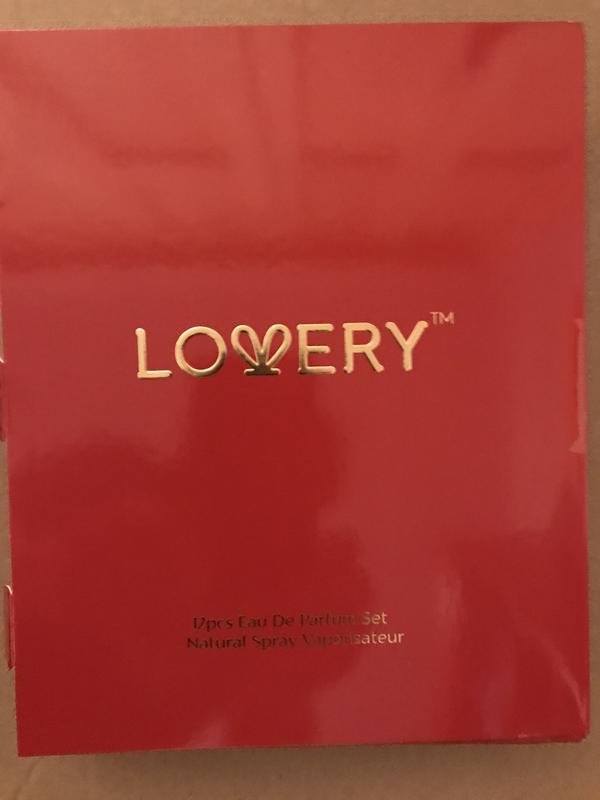 LOVERY™
12pcs Eau De Parfum Set
Natural Spray Vaporisateur